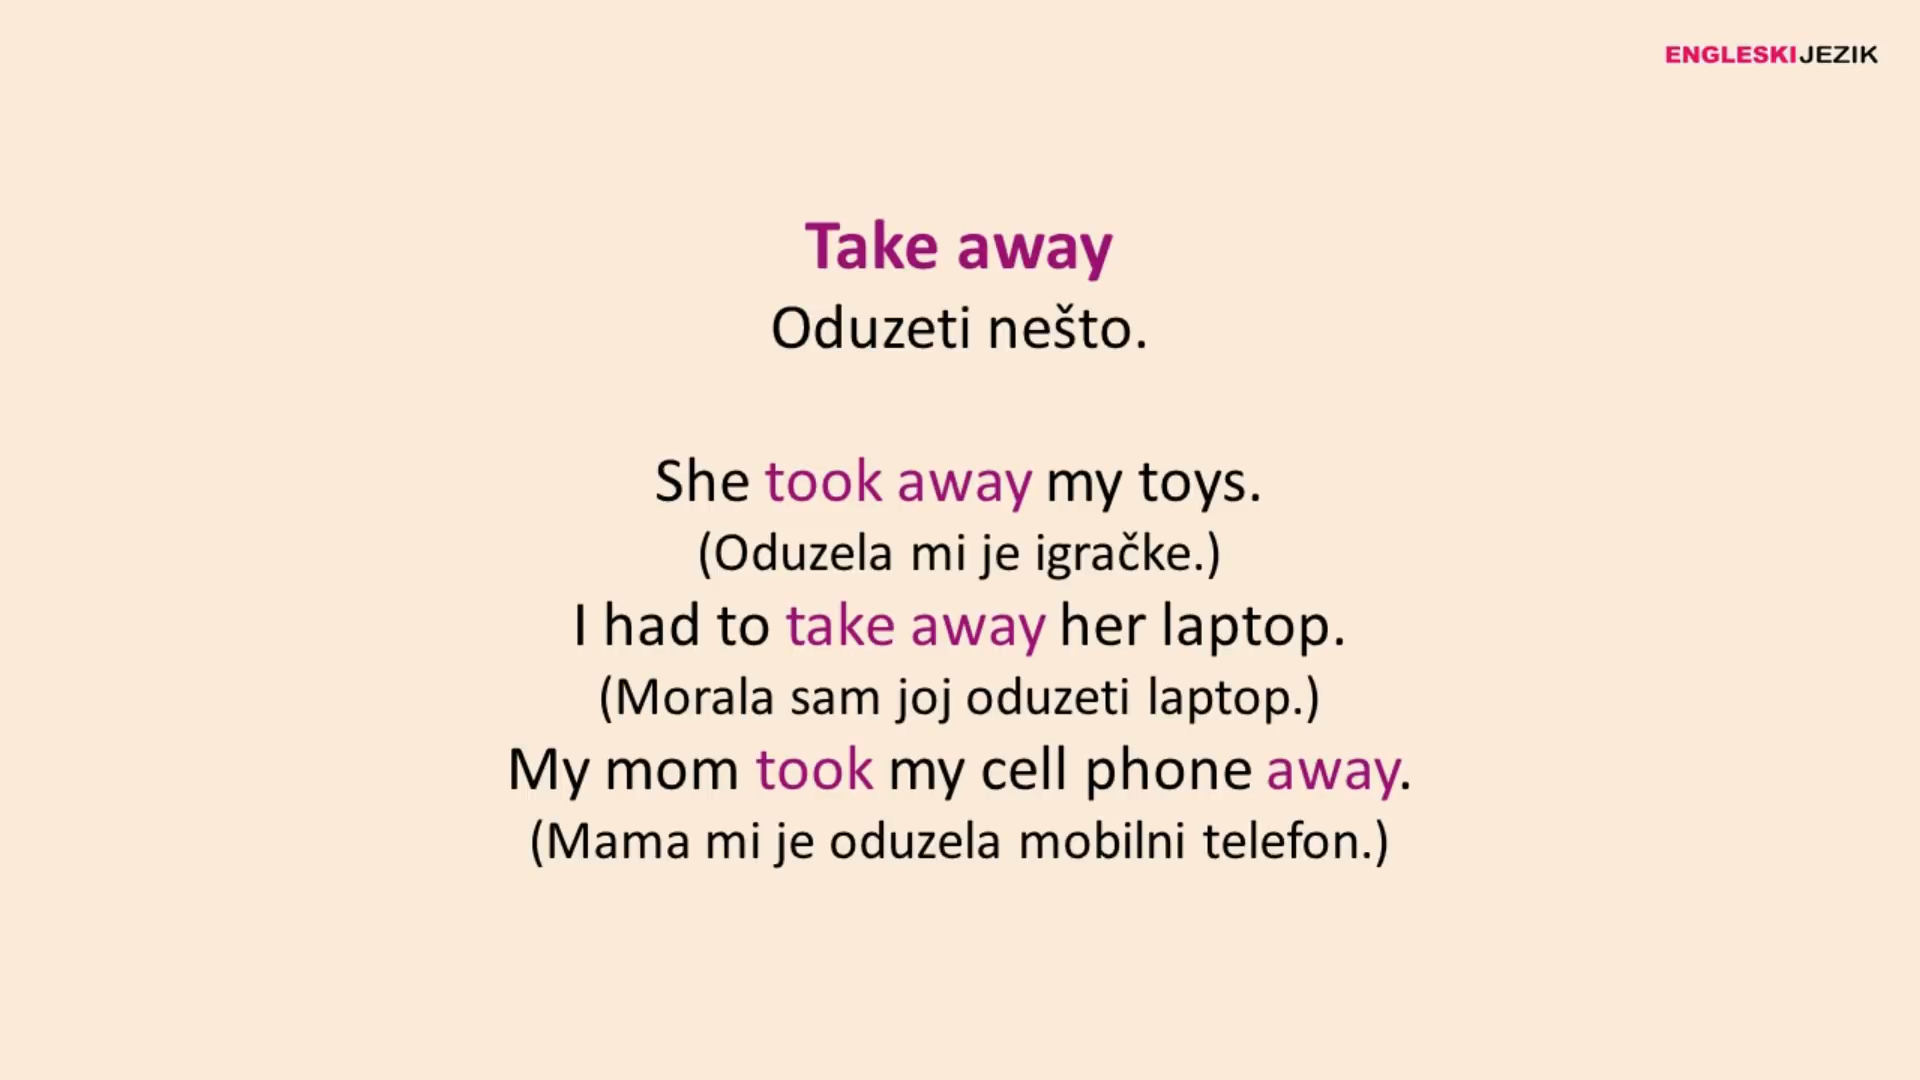 ENGLESKIJEZIK
Take away
Oduzeti nešto.
She took away my toys.
(Oduzela mi je igračke.)
I had to take away her laptop.
(Morala sam joj oduzeti laptop.)
My mom took my cell phone away.
(Mama mi je oduzela mobilni telefon.)